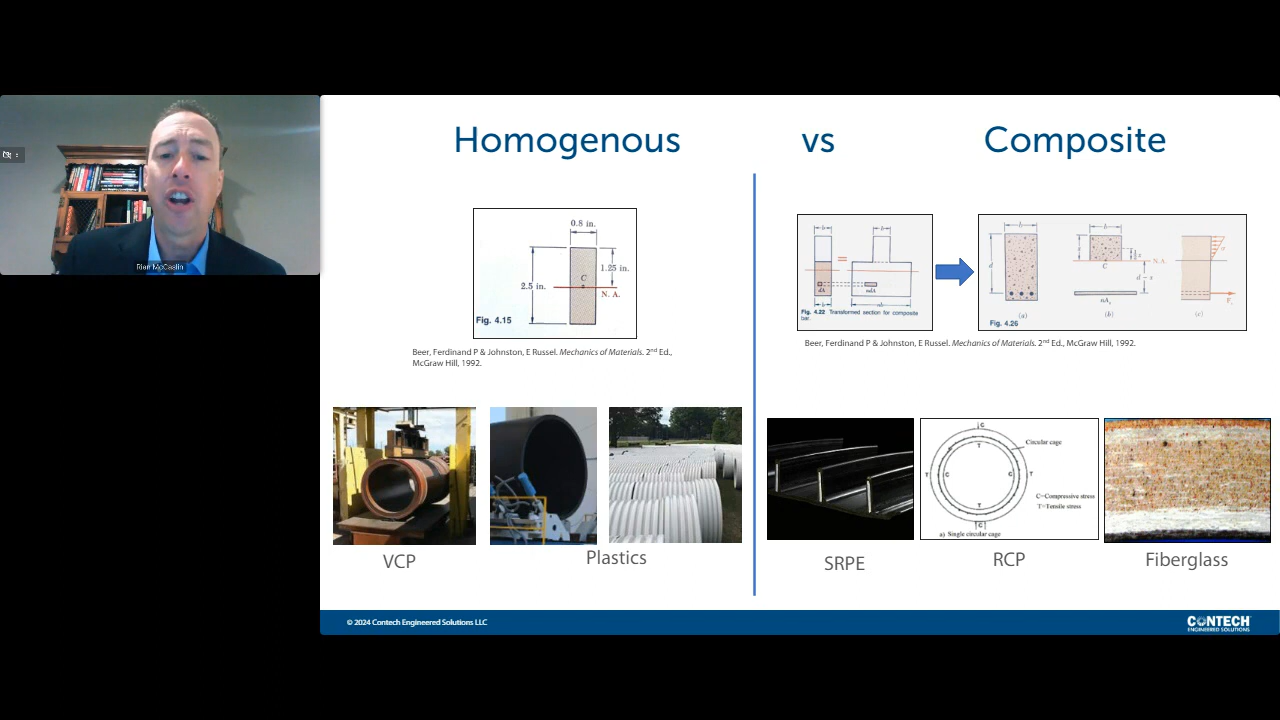 Homogenous vs Composite
Rian McCaslin
0.8 in.
1.25 in.
2.5 in.
C
N. A.
Fig. 4.15
Beer, Ferdinand P & Johnston, E Russel. Mechanics of Materials. 2nd Ed.,
McGraw Hill, 1992.
b
b
=
dA
ndA
b
nb
Fig. 4.22 Transformed section for composite
bar.
b
d
(a)
b
x
C
N. A.
d − x
(b)
(c)
Fig. 4.26
Beer, Ferdinand P & Johnston, E Russel. Mechanics of Materials. 2nd Ed., McGraw Hill, 1992.
VCP
Plastics
C
T
Circular cage
T
C
C
T
C=Compressive stress
T=Tensile stress
T
C
a) Single circular cage
SRPE
RCP
Fiberglass
© 2024 Contech Engineered Solutions LLC
CONTECH
ENGINEERED SOLUTIONS